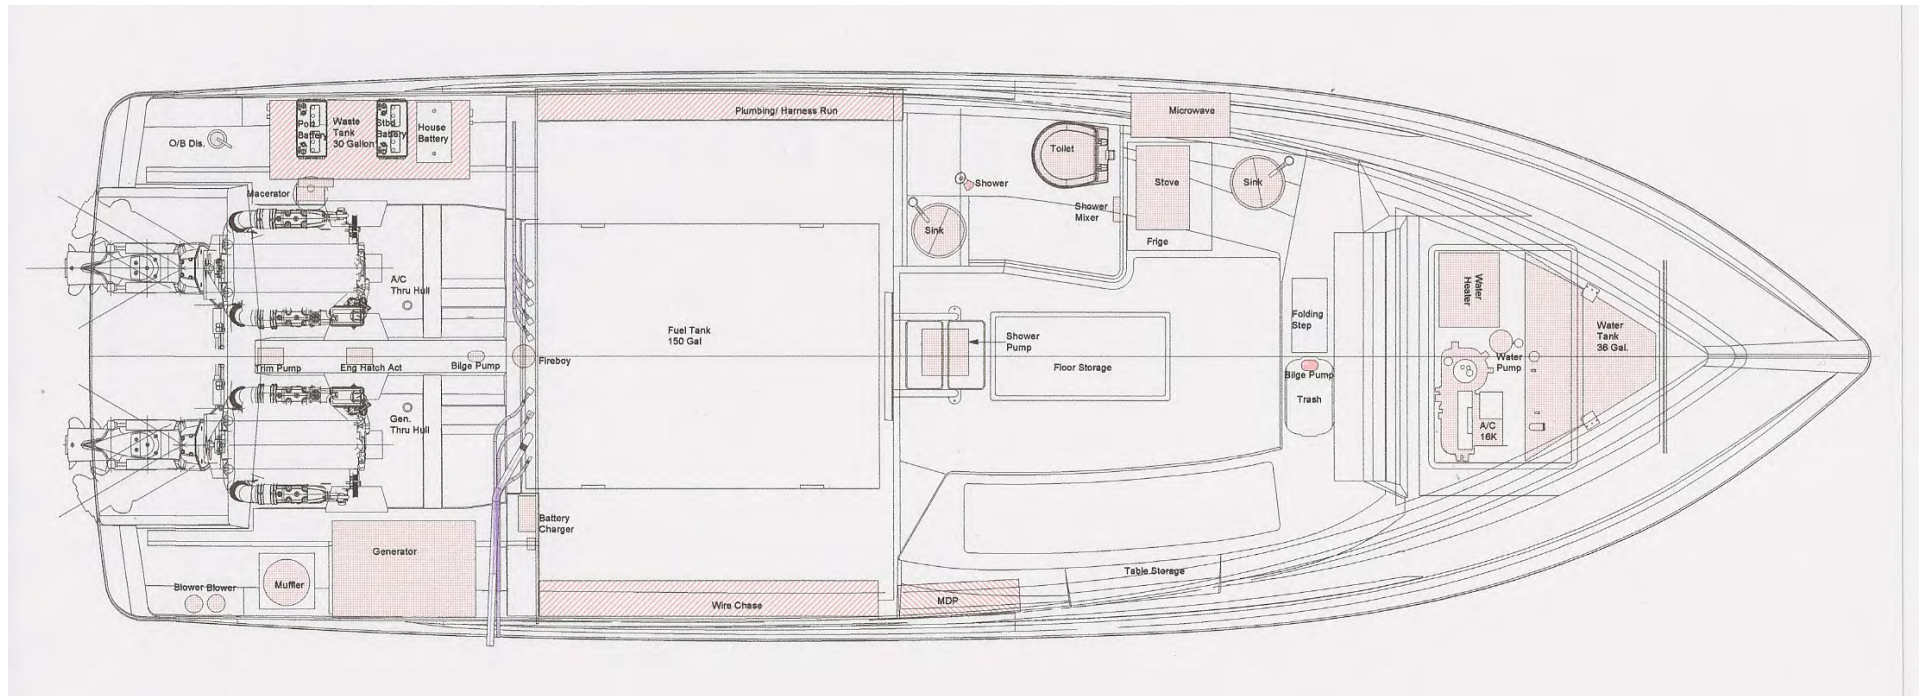 Plumbing/ Harness Run
Microwave
O/B Dis.
Port
Battery
Waste
Tank
30 Gallon
Stbd
Battery
House
Battery
Toilet
Stove
Sink
Shower
Macerator
Shower
Mixer
Sink
Frige
A/C
Thru Hull
Water
Heater
Folding
Step
Fuel Tank
150 Gal
Shower
Pump
Water
Tank
36 Gal.
Water
Pump
Trim Pump
Eng Hatch Act
Bilge Pump
Fireboy
Floor Storage
Bilge Pump
Trash
Gen.
Thru Hull
A/C
16K
Battery
Charger
Generator
Muffler
Blower Blower
Table Storage
Wire Chase
MDP